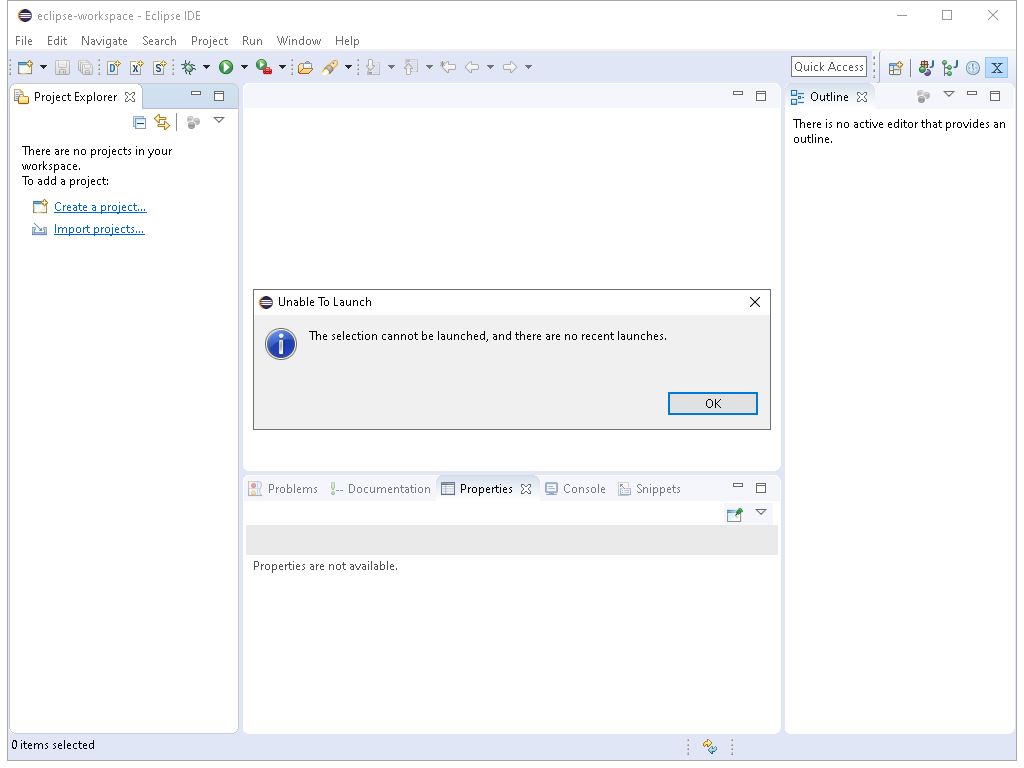 eclipse-workspace - Eclipse IDE
File Edit Navigate Search Project Run Window Help
Quick Access
Project Explorer
Outline
There are no projects in your
workspace.
To add a project:
Create a project...
Import projects...
There is no active editor that provides an
outline.
Unable To Launch
The selection cannot be launched, and there are no recent launches.
OK
Problems Documentation Properties Console Snippets
Properties are not available.
0 items selected